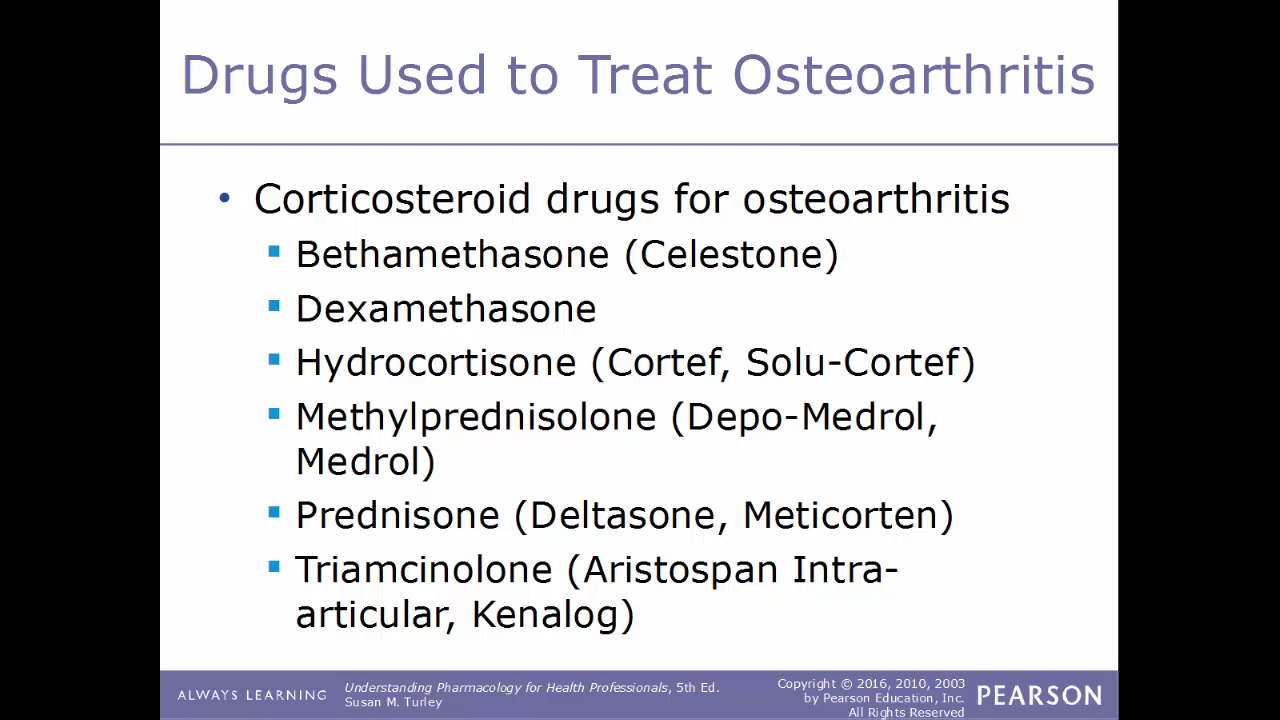 Drugs Used to Treat Osteoarthritis
• Corticosteroid drugs for osteoarthritis
▪ Bethamethasone (Celestone)
▪ Dexamethasone
▪ Hydrocortisone (Cortef, Solu-Cortef)
▪ Methylprednisolone (Depo-Medrol,
Medrol)
▪ Prednisone (Deltasone, Meticorten)
▪ Triamcinolone (Aristospan Intra-
articular, Kenalog)
ALWAYS LEARNING
Understanding Pharmacology for Health Professionals, 5th Ed.
Susan M. Turley
Copyright © 2016, 2010, 2003
by Pearson Education, Inc.
All Rights Reserved
PEARSON